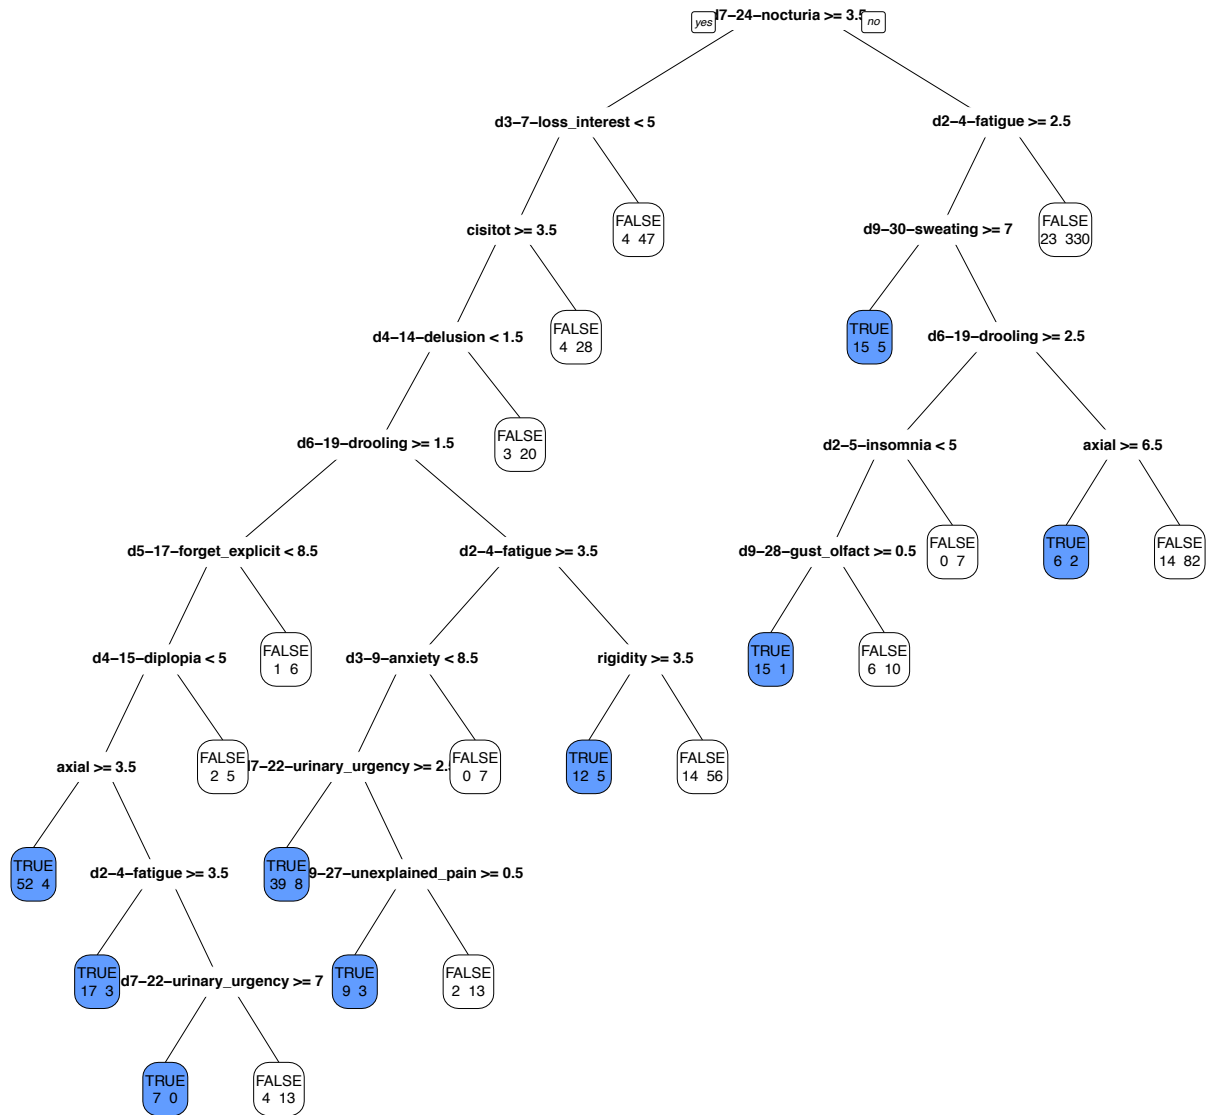 yes
d7−24−nocturia >= 3.5
no
d3−7−loss_interest < 5
d2−4−fatigue >= 2.5
cisitot >= 3.5
FALSE
4 47
d9−30−sweating >= 7
FALSE
23 330
d4−14−delusion < 1.5
FALSE
4 28
TRUE
15 5
d6−19−drooling >= 2.5
d6−19−drooling >= 1.5
FALSE
3 20
d2−5−insomnia < 5
axial >= 6.5
d5−17−forget_explicit < 8.5
d2−4−fatigue >= 3.5
d9−28−gust_olfact >= 0.5
FALSE
0 7
TRUE
6 2
FALSE
14 82
d4−15−diplopia < 5
FALSE
1 6
d3−9−anxiety < 8.5
rigidity >= 3.5
TRUE
15 1
FALSE
6 10
axial >= 3.5
FALSE
2 5
7−22−urinary_urgency >= 2.
FALSE
0 7
TRUE
12 5
FALSE
14 56
TRUE
52 4
d2−4−fatigue >= 3.5
TRUE
39 8
9−27−unexplained_pain >= 0.5
TRUE
17 3
d7−22−urinary_urgency >= 7
TRUE
9 3
FALSE
2 13
TRUE
7 0
FALSE
4 13